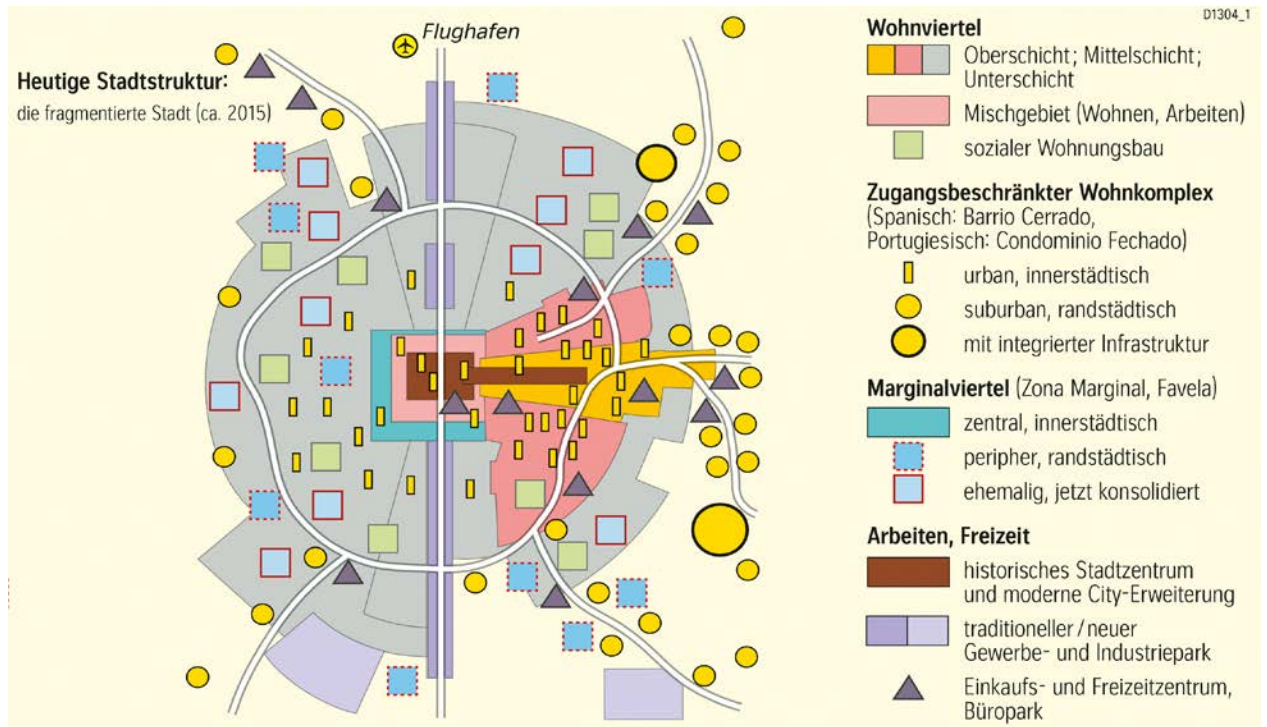 D1304_1
Flughafen
Heutige Stadtstruktur:
die fragmentierte Stadt (ca. 2015)
Wohnviertel
Oberschicht; Mittelschicht;
Unterschicht
Mischgebiet (Wohnen, Arbeiten)
sozialer Wohnungsbau
Zugangsbeschränkter Wohnkomplex
(Spanisch: Barrio Cerrado,
Portugiesisch: Condominio Fechado)
urban, innerstädtisch
suburban, randstädtisch
mit integrierter Infrastruktur
Marginalviertel (Zona Marginal, Favela)
zentral, innerstädtisch
peripher, randstädtisch
ehemalig, jetzt konsolidiert
Arbeiten, Freizeit
historisches Stadtzentrum
und moderne City-Erweiterung
traditioneller/neuer
Gewerbe- und Industriepark
Einkaufs- und Freizeitzentrum,
Büropark